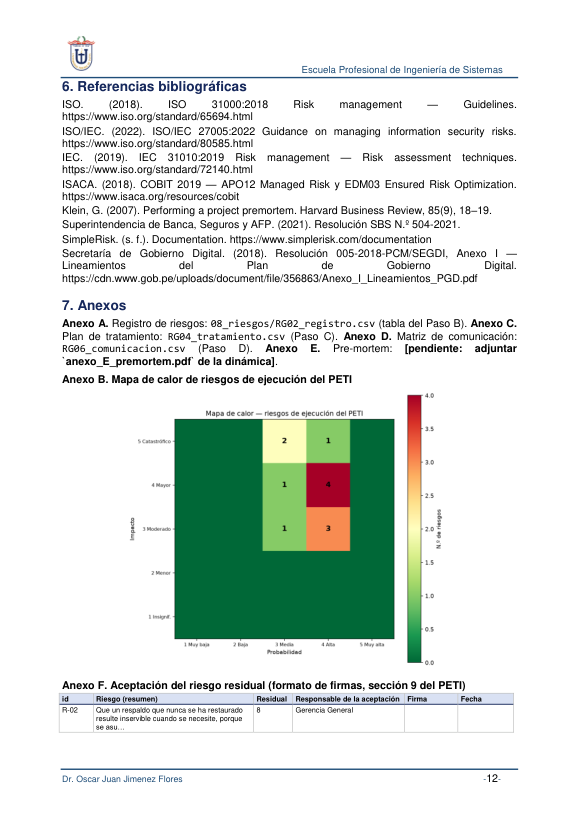 Escuela Profesional de Ingeniería de Sistemas
6. Referencias bibliográficas
ISO. (2018). ISO 31000:2018 Risk management — Guidelines.
https://www.iso.org/standard/65694.html
ISO/IEC. (2022). ISO/IEC 27005:2022 Guidance on managing information security risks.
https://www.iso.org/standard/80585.html
IEC. (2019). IEC 31010:2019 Risk management — Risk assessment techniques.
https://www.iso.org/standard/72140.html
ISACA. (2018). COBIT 2019 — APO12 Managed Risk y EDM03 Ensured Risk Optimization.
https://www.isaca.org/resources/cobit
Klein, G. (2007). Performing a project premortem. Harvard Business Review, 85(9), 18–19.
Superintendencia de Banca, Seguros y AFP. (2021). Resolución SBS N.º 504-2021.
SimpleRisk. (s. f.). Documentation. https://www.simplerisk.com/documentation
Secretaría de Gobierno Digital. (2018). Resolución 005-2018-PCM/SEGDI, Anexo I —
Lineamientos del Plan de Gobierno Digital.
https://cdn.www.gob.pe/uploads/document/file/356863/Anexo_I_Lineamientos_PGD.pdf
7. Anexos
Anexo A. Registro de riesgos: 08_riesgos/RG02_registro.csv (tabla del Paso B). Anexo C.
Plan de tratamiento: RG04_tratamiento.csv (Paso C). Anexo D. Matriz de comunicación:
RG06_comunicacion.csv (Paso D). Anexo E. Pre-mortem: [pendiente: adjuntar
`anexo_E_premortem.pdf` de la dinámica].
Anexo B. Mapa de calor de riesgos de ejecución del PETI
Mapa de calor — riesgos de ejecución del PETI
5 Catastrófico
4 Mayor
3 Moderado
2 Menor
1 Insignif.
Impacto
2 1
1 4
1 3
1 Muy baja 2 Baja 3 Media 4 Alta 5 Muy alta
Probabilidad
4.0
3.5
3.0
2.5
2.0
1.5
1.0
0.5
0.0
N.º de riesgos
Anexo F. Aceptación del riesgo residual (formato de firmas, sección 9 del PETI)
id Riesgo (resumen) Residual Responsable de la aceptación Firma Fecha
R-02 Que un respaldo que nunca se ha restaurado 8 Gerencia General
resulte inservible cuando se necesite, porque
se asu...
Dr. Oscar Juan Jimenez Flores -12-